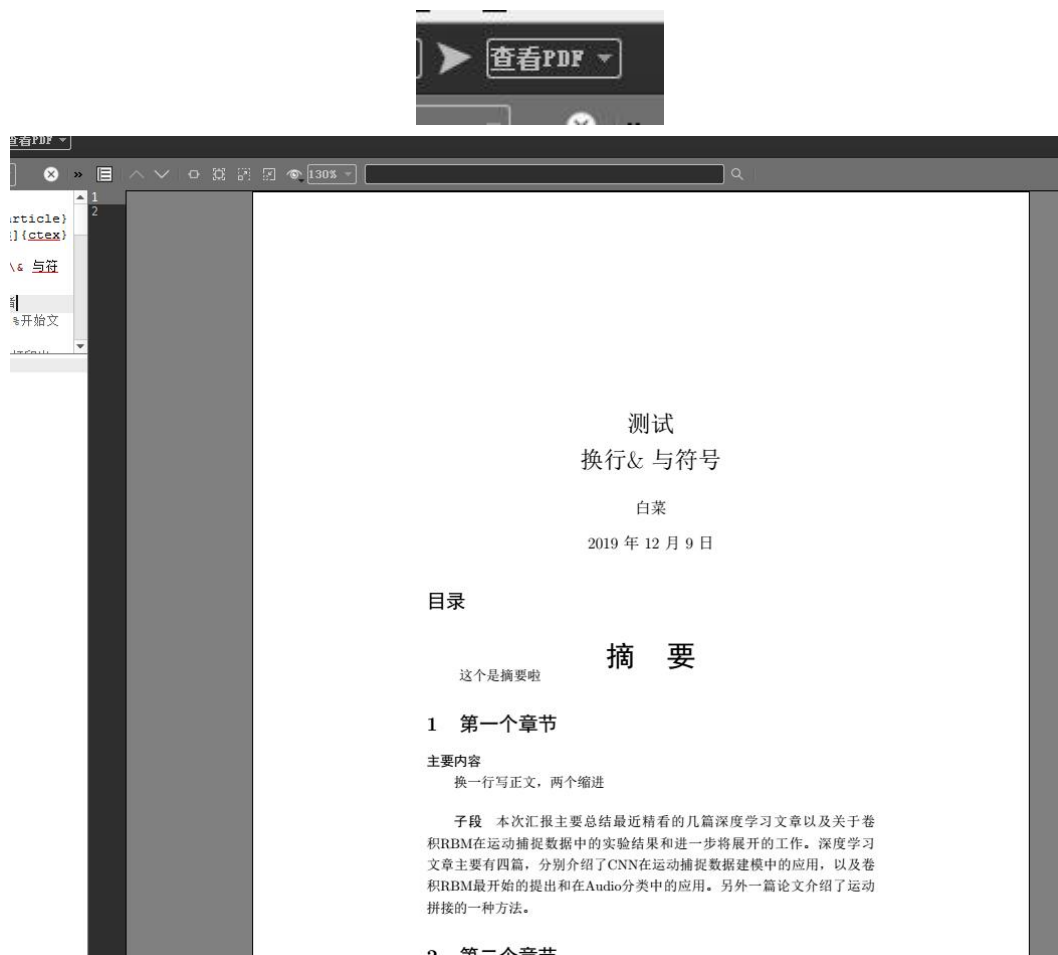 查看PDF
查看PDF
130%
1
2
article}
]{ctex}
\& 与符
%开始文
测试
换行& 与符号
白菜
2019 年 12 月 9 日
目录
摘 要
这个是摘要啦
1 第一个章节
主要内容
换一行写正文，两个缩进
子段 本次汇报主要总结最近精看的几篇深度学习文章以及关于卷
积RBM在运动捕捉数据中的实验结果和进一步将展开的工作。深度学习
文章主要有四篇，分别介绍了CNN在运动捕捉数据建模中的应用，以及卷
积RBM最开始的提出和在Audio分类中的应用。另外一篇论文介绍了运动
拼接的一种方法。
2 第二个章节